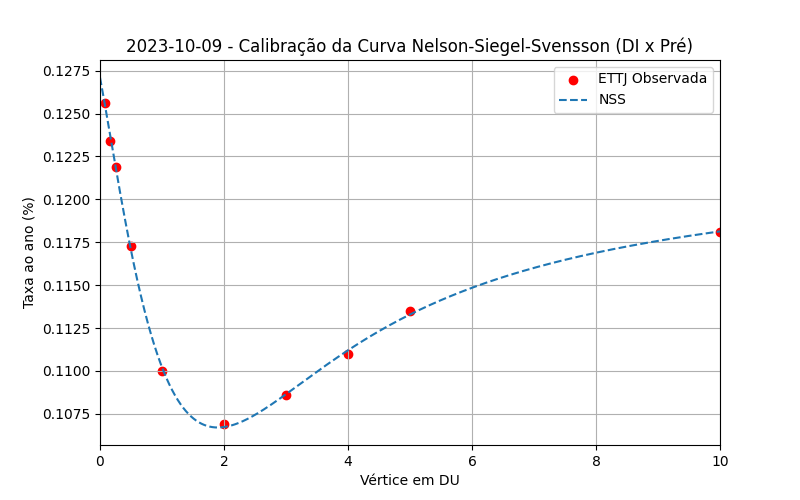 2023-10-09 - Calibração da Curva Nelson-Siegel-Svensson (DI x Pré)
ETTJ Observada
NSS
Taxa ao ano (%)
0.1275
0.1250
0.1225
0.1200
0.1175
0.1150
0.1125
0.1100
0.1075
0 2 4 6 8 10
Vértice em DU